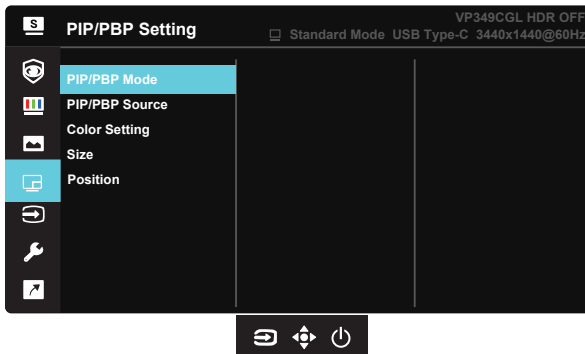 VP349CGL HDR OFF
S PIP/PBP Setting
Standard Mode USB Type-C 3440x1440@60Hz
PIP/PBP Mode
PIP/PBP Source
Color Setting
Size
Position